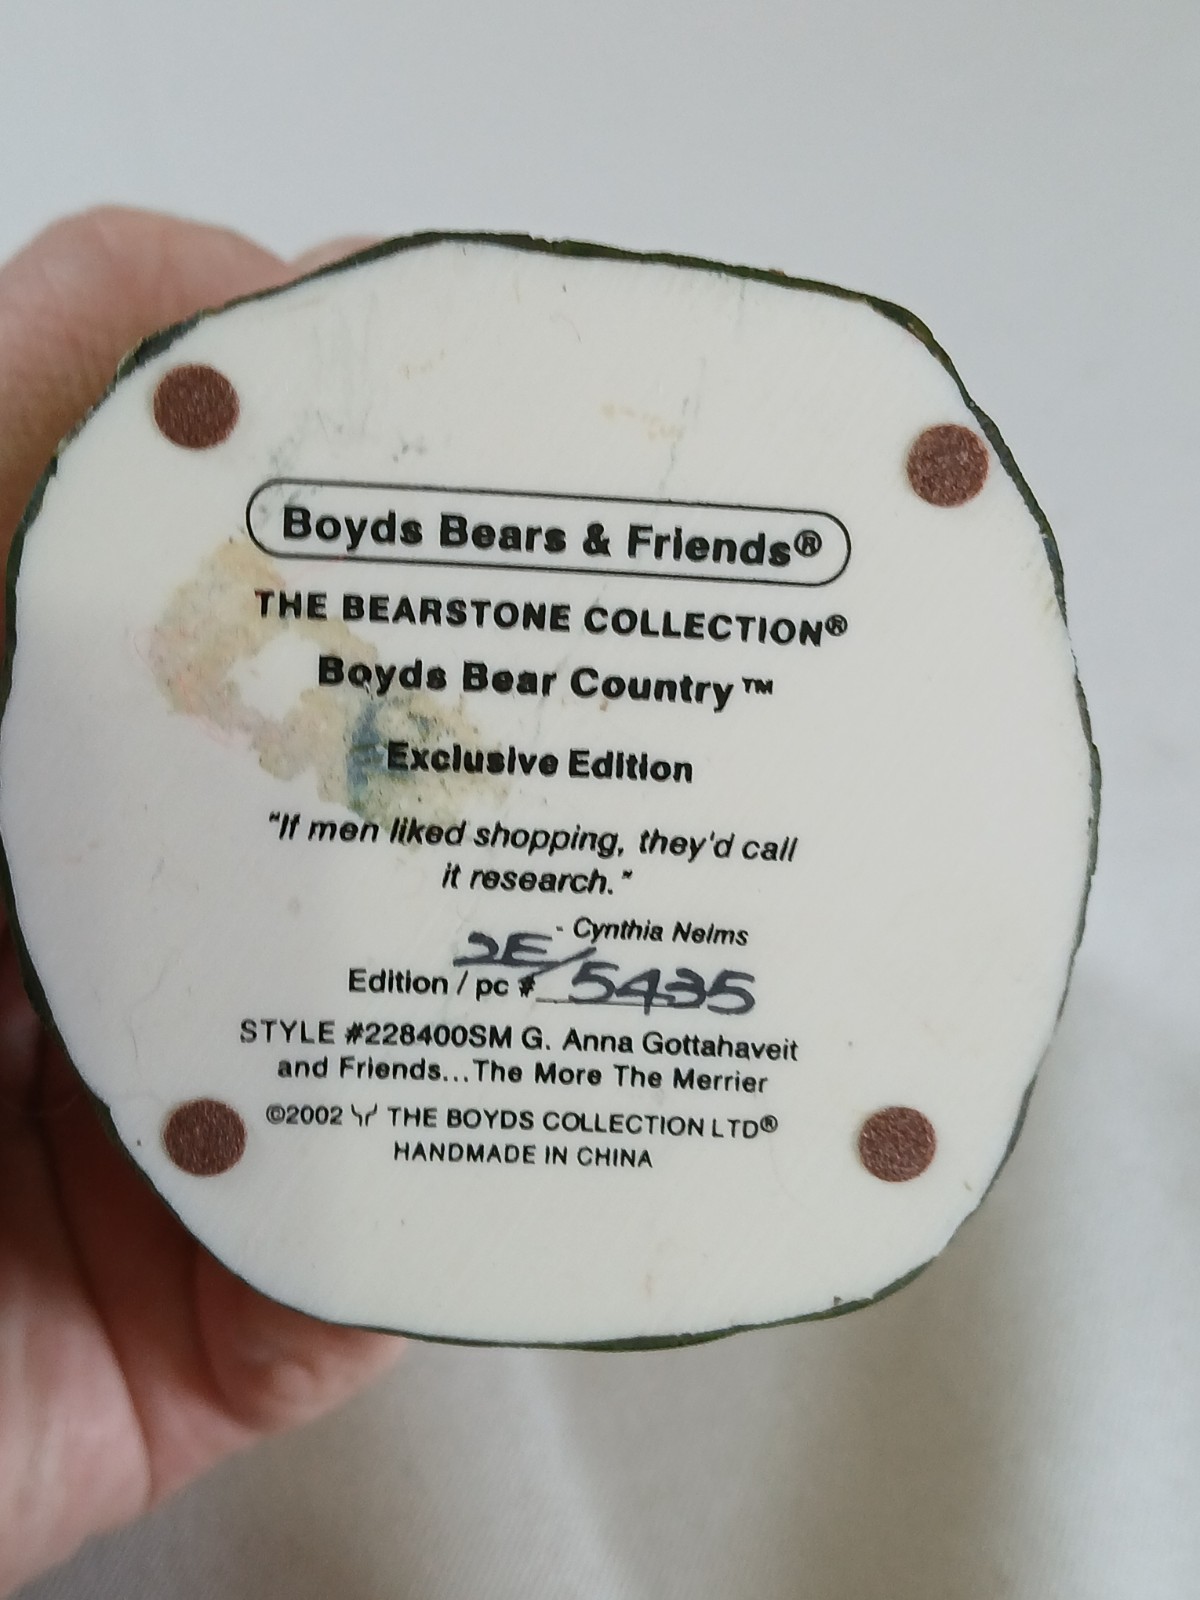 Boyds Bears & Friends®
THE BEARSTONE COLLECTION®
Boyds Bear Country™
Exclusive Edition
"If men liked shopping, they'd call
it research."
- Cynthia Nelms
Edition / pc # 2E/5435
STYLE #228400SM G. Anna Gottahaveit
and Friends...The More The Merrier
©2002 THE BOYDS COLLECTION LTD®
HANDMADE IN CHINA